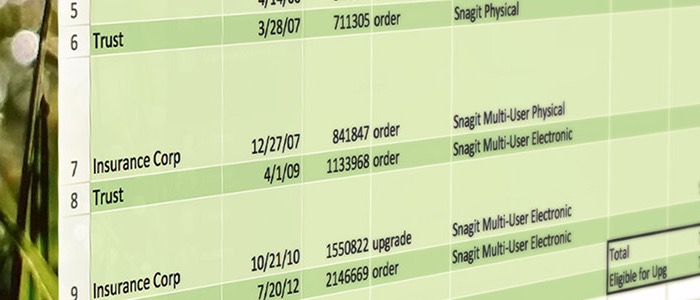 5
6 Trust 3/28/07 711305 order Snagit Physical
7 Insurance Corp 12/27/07 841847 order Snagit Multi-User Physical
8 Trust 4/1/09 1133968 order Snagit Multi-User Electronic
9 Insurance Corp 10/21/10 1550822 upgrade Snagit Multi-User Electronic
7/20/12 2146669 order Snagit Multi-User Electronic
Total
Eligible for Upg